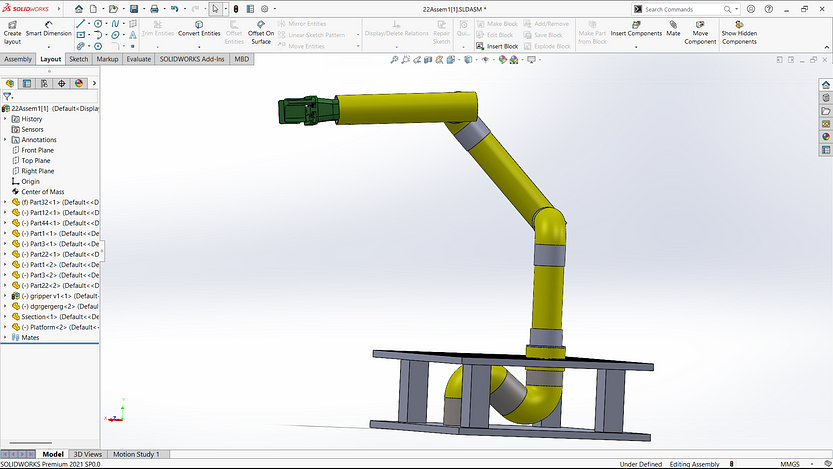 SOLIDWORKS
22Assem1[1].SLDASM *
Search Commands
Create layout
Smart Dimension
Trim Entities
Convert Entities
Offset Entities
Offset On Surface
Mirror Entities
Linear Sketch Pattern
Move Entities
Display/Delete Relations
Repair Sketch
Qui...
Make Block
Edit Block
Insert Block
Add/Remove
Save Block
Explode Block
Make Part from Block
Insert Components
Mate
Move Component
Show Hidden Components
Assembly
Layout
Sketch
Markup
Evaluate
SOLIDWORKS Add-Ins
MBD
22Assem1[1] (Default<Display
History
Sensors
Annotations
Front Plane
Top Plane
Right Plane
Origin
Center of Mass
(f) Part32<1> (Default<<D
(-) Part12<1> (Default<<D
(-) Part44<1> (Default<<D
(-) Part1<1> (Default<<De
(-) Part3<1> (Default<<De
(-) Part22<1> (Default<<D
(-) Part1<2> (Default<<De
(-) Part3<2> (Default<<De
(-) Part22<2> (Default<<D
(-) gripper v1<1> (Default
(-) dgrgergerg<2> (Defaul
Ssection<1> (Default<<De
(-) Platform<2> (Default<
Mates
Model
3D Views
Motion Study 1
SOLIDWORKS Premium 2021 SP0.0
Under Defined
Editing Assembly
MMGS